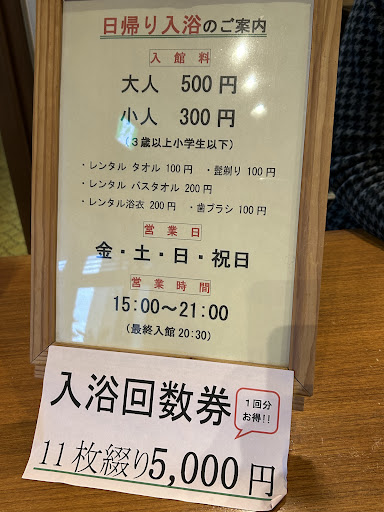 日帰り入浴のご案内
入館料
大人 500円
小人 300円
(3歳以上小学生以下)
・レンタル タオル 100円 ・髭剃り 100円
・レンタル バスタオル 200円
・レンタル浴衣 200円 ・歯ブラシ 100円
営業日
金・土・日・祝日
営業時間
15:00～21:00
(最終入館 20:30)
入浴回数券
1回分
お得!!
11枚綴り5,000円